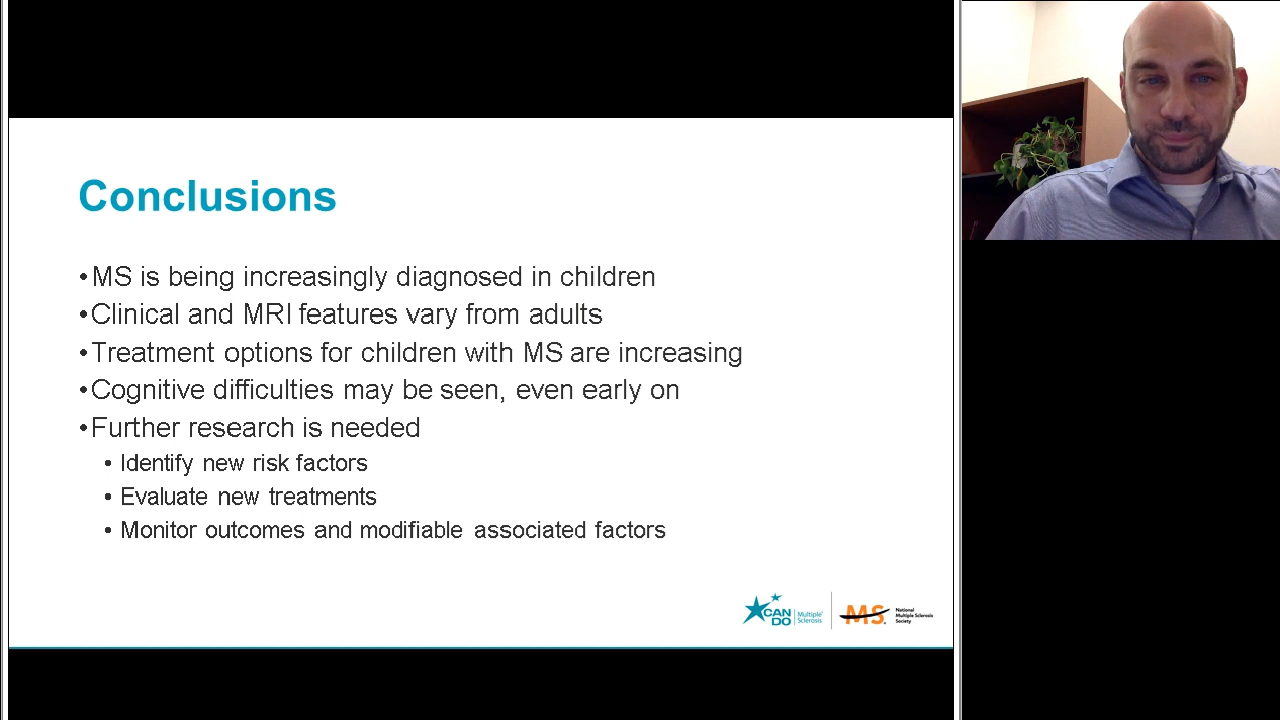 Conclusions
•MS is being increasingly diagnosed in children
•Clinical and MRI features vary from adults
•Treatment options for children with MS are increasing
•Cognitive difficulties may be seen, even early on
•Further research is needed
• Identify new risk factors
• Evaluate new treatments
• Monitor outcomes and modifiable associated factors
CAN
DO
Multiple
Sclerosis
MS
National
Multiple Sclerosis
Society